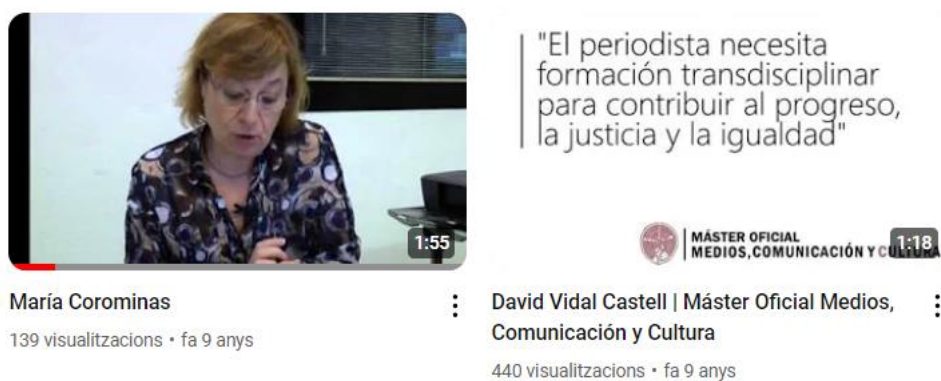 1:55
María Corominas
139 visualitzacions • fa 9 anys
"El periodista necesita
formación transdisciplinar
para contribuir al progreso,
la justicia y la igualdad"
MÁSTER OFICIAL
MEDIOS, COMUNICACIÓN Y CULTURA
1:18
David Vidal Castell | Máster Oficial Medios,
Comunicación y Cultura
440 visualitzacions • fa 9 anys